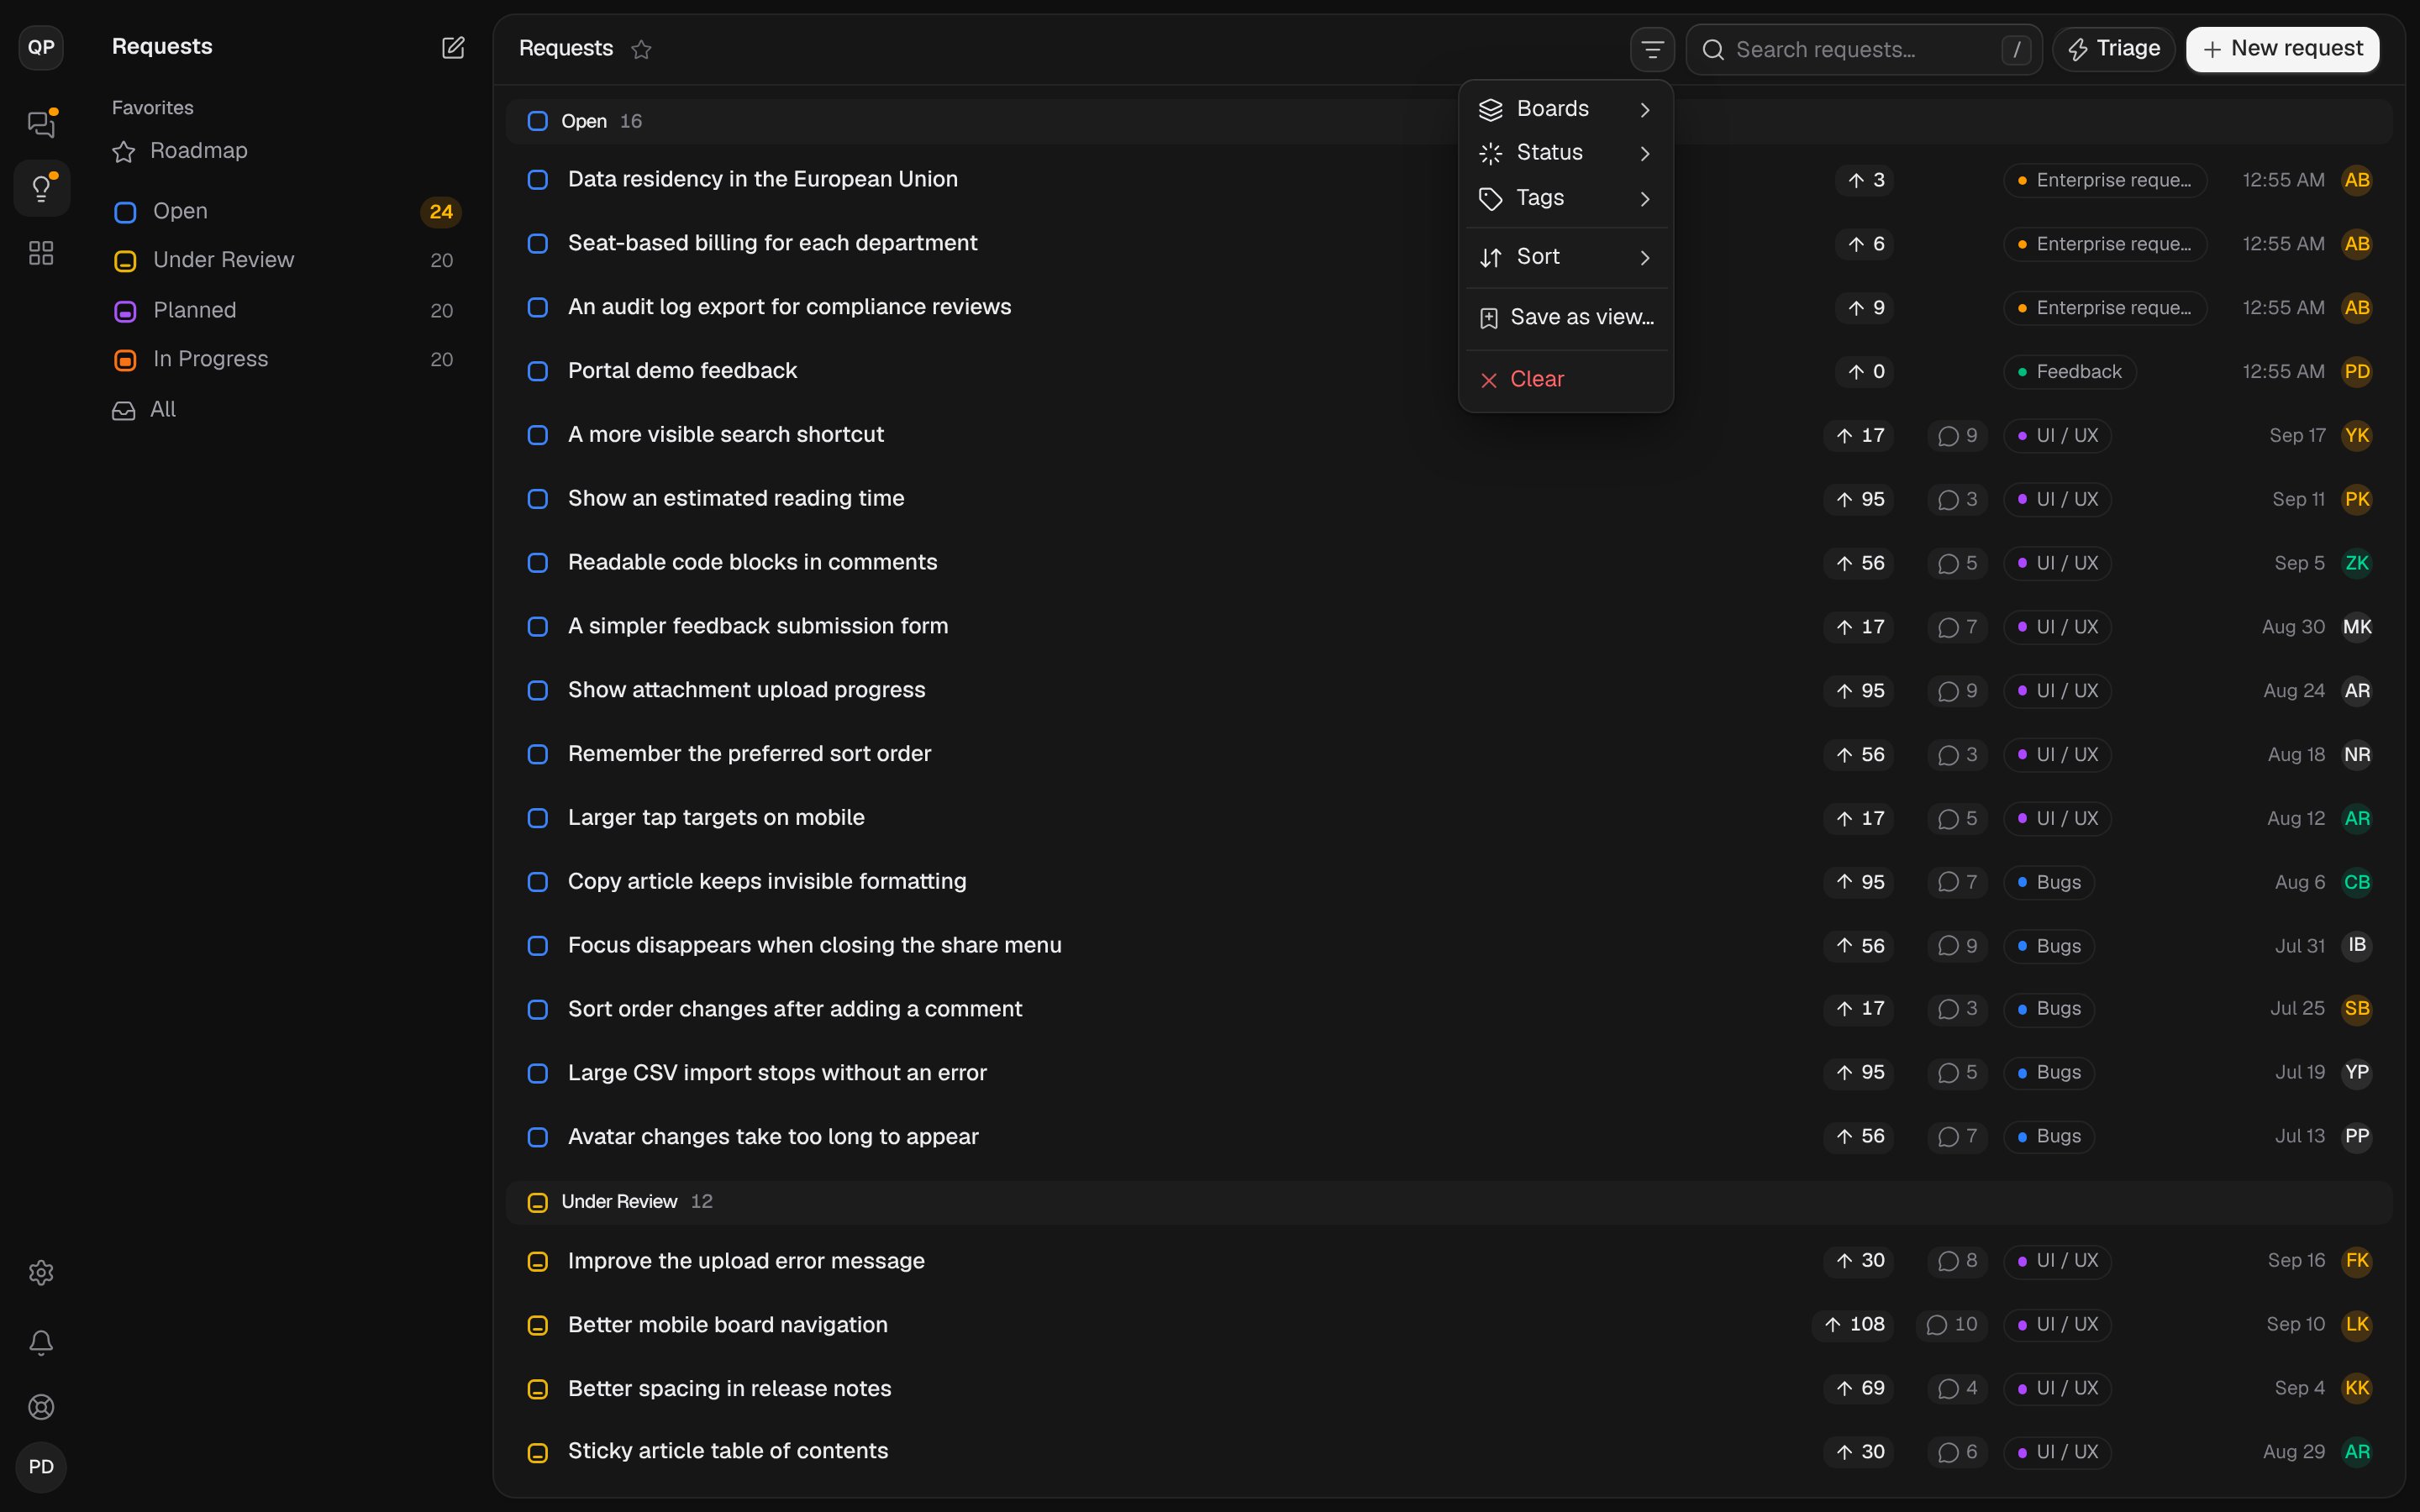 QP
Requests
Favorites
Roadmap
Open 24
Under Review 20
Planned 20
In Progress 20
All
PD
Requests
Search requests...
/
Triage
New request
Boards
Status
Tags
Sort
Save as view...
Clear
Open 16
Data residency in the European Union 3 Enterprise reque... 12:55 AM AB
Seat-based billing for each department 6 Enterprise reque... 12:55 AM AB
An audit log export for compliance reviews 9 Enterprise reque... 12:55 AM AB
Portal demo feedback 0 Feedback 12:55 AM PD
A more visible search shortcut 17 9 UI / UX Sep 17 YK
Show an estimated reading time 95 3 UI / UX Sep 11 PK
Readable code blocks in comments 56 5 UI / UX Sep 5 ZK
A simpler feedback submission form 17 7 UI / UX Aug 30 MK
Show attachment upload progress 95 9 UI / UX Aug 24 AR
Remember the preferred sort order 56 3 UI / UX Aug 18 NR
Larger tap targets on mobile 17 5 UI / UX Aug 12 AR
Copy article keeps invisible formatting 95 7 Bugs Aug 6 CB
Focus disappears when closing the share menu 56 9 Bugs Jul 31 IB
Sort order changes after adding a comment 17 3 Bugs Jul 25 SB
Large CSV import stops without an error 95 5 Bugs Jul 19 YP
Avatar changes take too long to appear 56 7 Bugs Jul 13 PP
Under Review 12
Improve the upload error message 30 8 UI / UX Sep 16 FK
Better mobile board navigation 108 10 UI / UX Sep 10 LK
Better spacing in release notes 69 4 UI / UX Sep 4 KK
Sticky article table of contents 30 6 UI / UX Aug 29 AR